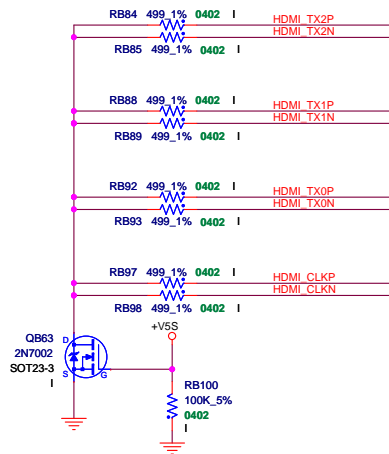 RB84 499_1% 0402 I
HDMI_TX2P
HDMI_TX2N
RB85 499_1% 0402 I
RB88 499_1% 0402 I
HDMI_TX1P
HDMI_TX1N
RB89 499_1% 0402 I
RB92 499_1% 0402 I
HDMI_TX0P
HDMI_TX0N
RB93 499_1% 0402 I
RB97 499_1% 0402 I
HDMI_CLKP
HDMI_CLKN
RB98 499_1% 0402 I
+V5S
QB63
2N7002
SOT23-3
I
D
S
G
RB100
100K_5%
0402
I